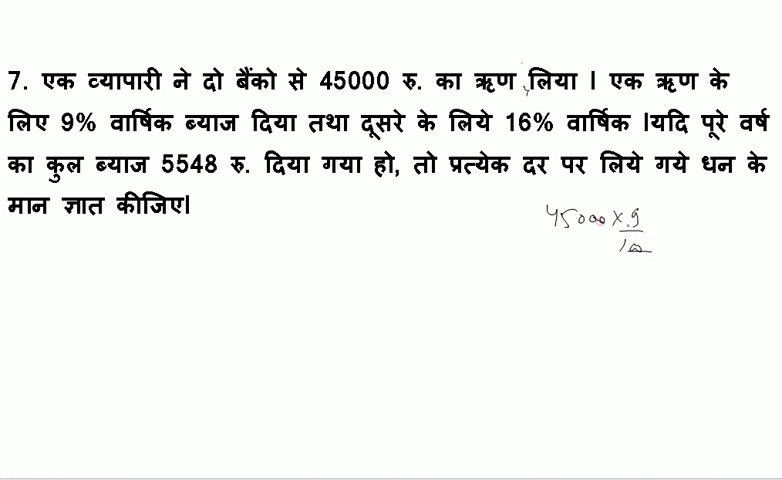 7. एक व्यापारी ने दो बैंको से 45000 रु. का ऋण लिया । एक ऋण के
लिए 9% वार्षिक ब्याज दिया तथा दूसरे के लिये 16% वार्षिक ।यदि पूरे वर्ष
का कुल ब्याज 5548 रु. दिया गया हो, तो प्रत्येक दर पर लिये गये धन के
मान ज्ञात कीजिए।
45000 × 9
100